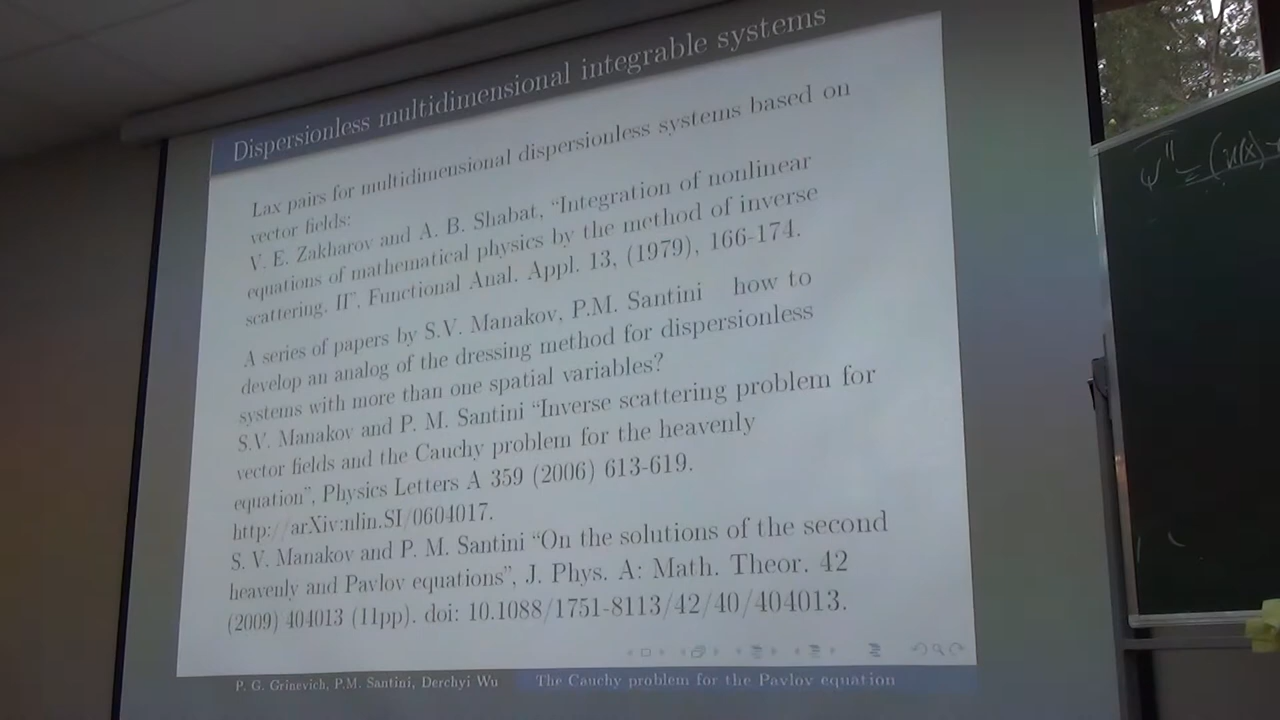 Dispersionless multidimensional integrable systems
Lax pairs for multidimensional dispersionless systems based on
vector fields:
V. E. Zakharov and A. B. Shabat, “Integration of nonlinear
equations of mathematical physics by the method of inverse
scattering. II”, Functional Anal. Appl. 13, (1979), 166-174.
A series of papers by S.V. Manakov, P.M. Santini how to
develop an analog of the dressing method for dispersionless
systems with more than one spatial variables?
S.V. Manakov and P. M. Santini “Inverse scattering problem for
vector fields and the Cauchy problem for the heavenly
equation”, Physics Letters A 359 (2006) 613-619.
http://arXiv:nlin.SI/0604017.
S. V. Manakov and P. M. Santini “On the solutions of the second
heavenly and Pavlov equations”, J. Phys. A: Math. Theor. 42
(2009) 404013 (11pp). doi: 10.1088/1751-8113/42/40/404013.
P. G. Grinevich, P.M. Santini, Derchyi Wu The Cauchy problem for the Pavlov equation